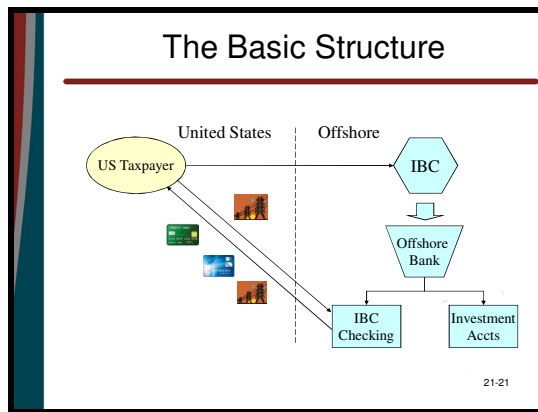 The Basic Structure
United States
Offshore
US Taxpayer
IBC
Offshore
Bank
IBC
Checking
Investment
Accts
21-21